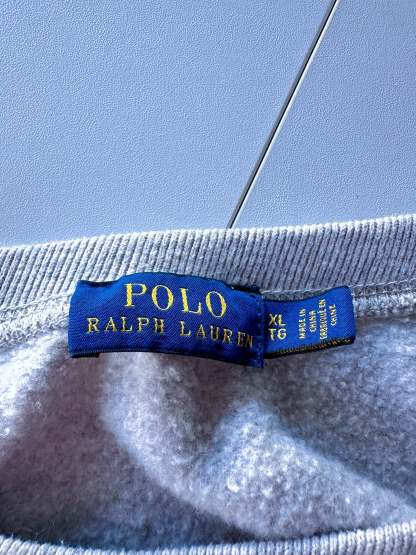 POLO
RALPH LAUREN
XL
TG
MADE IN
CHINA
FABRIQUÉ EN
CHINE